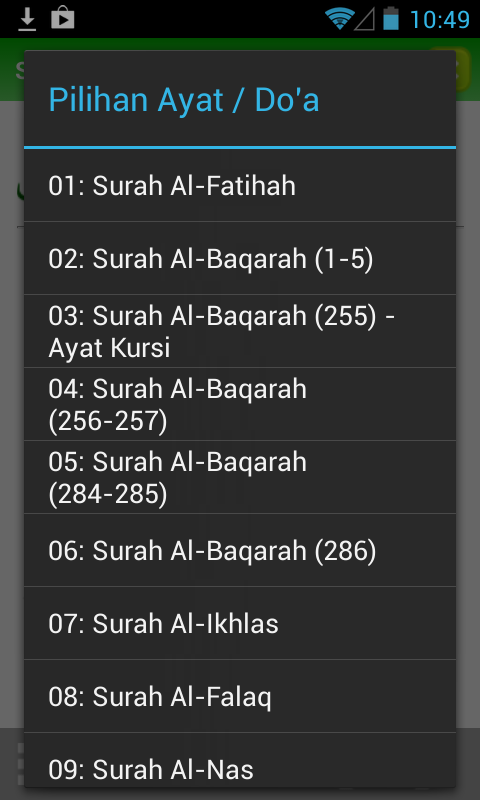 10:49
Pilihan Ayat / Do'a
01: Surah Al-Fatihah
02: Surah Al-Baqarah (1-5)
03: Surah Al-Baqarah (255) -
Ayat Kursi
04: Surah Al-Baqarah
(256-257)
05: Surah Al-Baqarah
(284-285)
06: Surah Al-Baqarah (286)
07: Surah Al-Ikhlas
08: Surah Al-Falaq
09: Surah Al-Nas